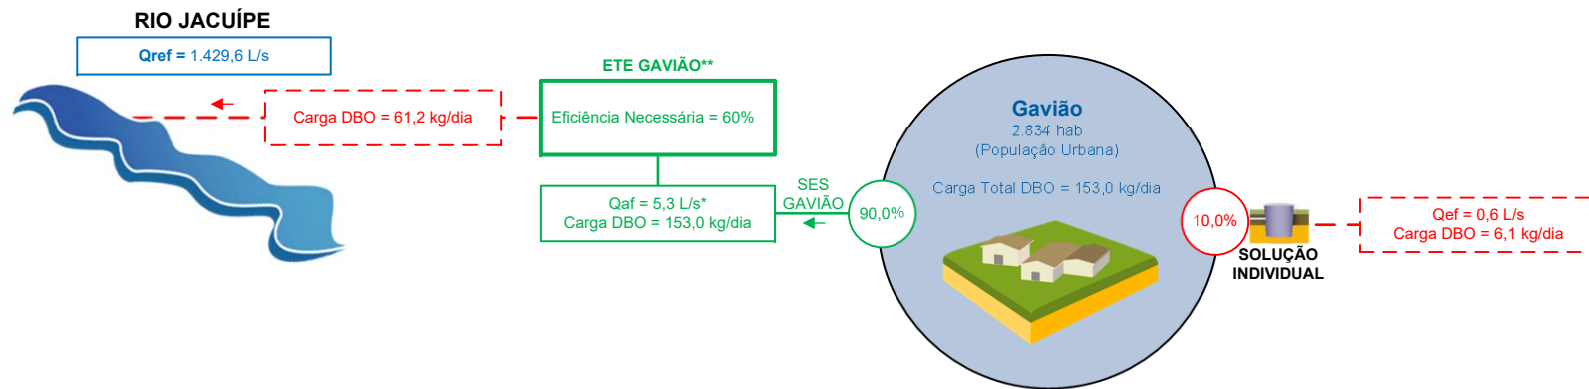 RIO JACUÍPE
Qref = 1.429,6 L/s
Carga DBO = 61,2 kg/dia
ETE GAVIÃO**
Eficiência Necessária = 60%
Qaf = 5,3 L/s*
Carga DBO = 153,0 kg/dia
SES
GAVIÃO
90,0%
Gavião
2.834 hab
(População Urbana)
Carga Total DBO = 153,0 kg/dia
10,0%
SOLUÇÃO
INDIVIDUAL
Qef = 0,6 L/s
Carga DBO = 6,1 kg/dia